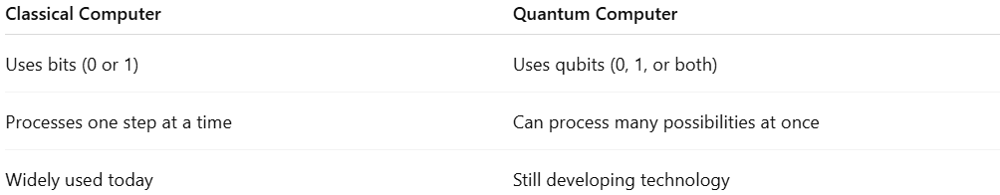 Classical Computer Quantum Computer
Uses bits (0 or 1) Uses qubits (0, 1, or both)
Processes one step at a time Can process many possibilities at once
Widely used today Still developing technology